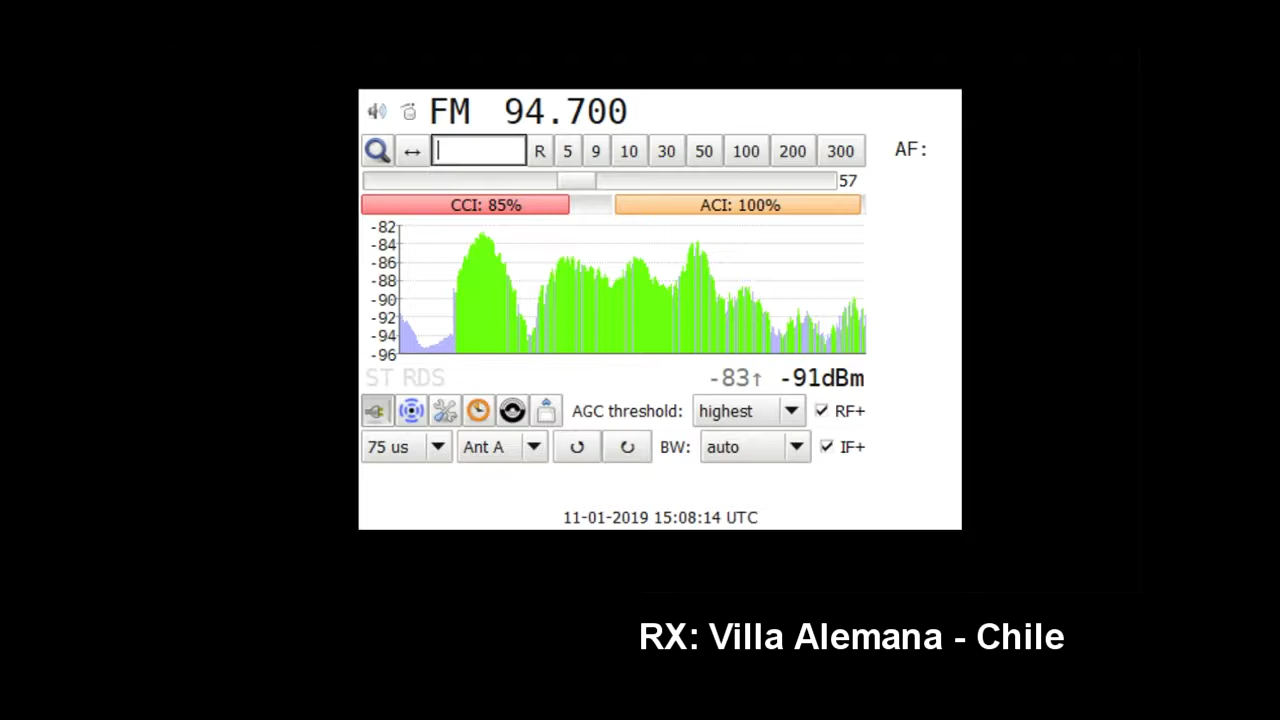 FM 94.700
R 5 9 10 30 50 100 200 300 AF:
57
CCI: 85% ACI: 100%
-82
-84
-86
-88
-90
-92
-94
-96
ST RDS -83↑ -91dBm
AGC threshold: highest RF+
75 us Ant A BW: auto IF+
11-01-2019 15:08:14 UTC
RX: Villa Alemana - Chile